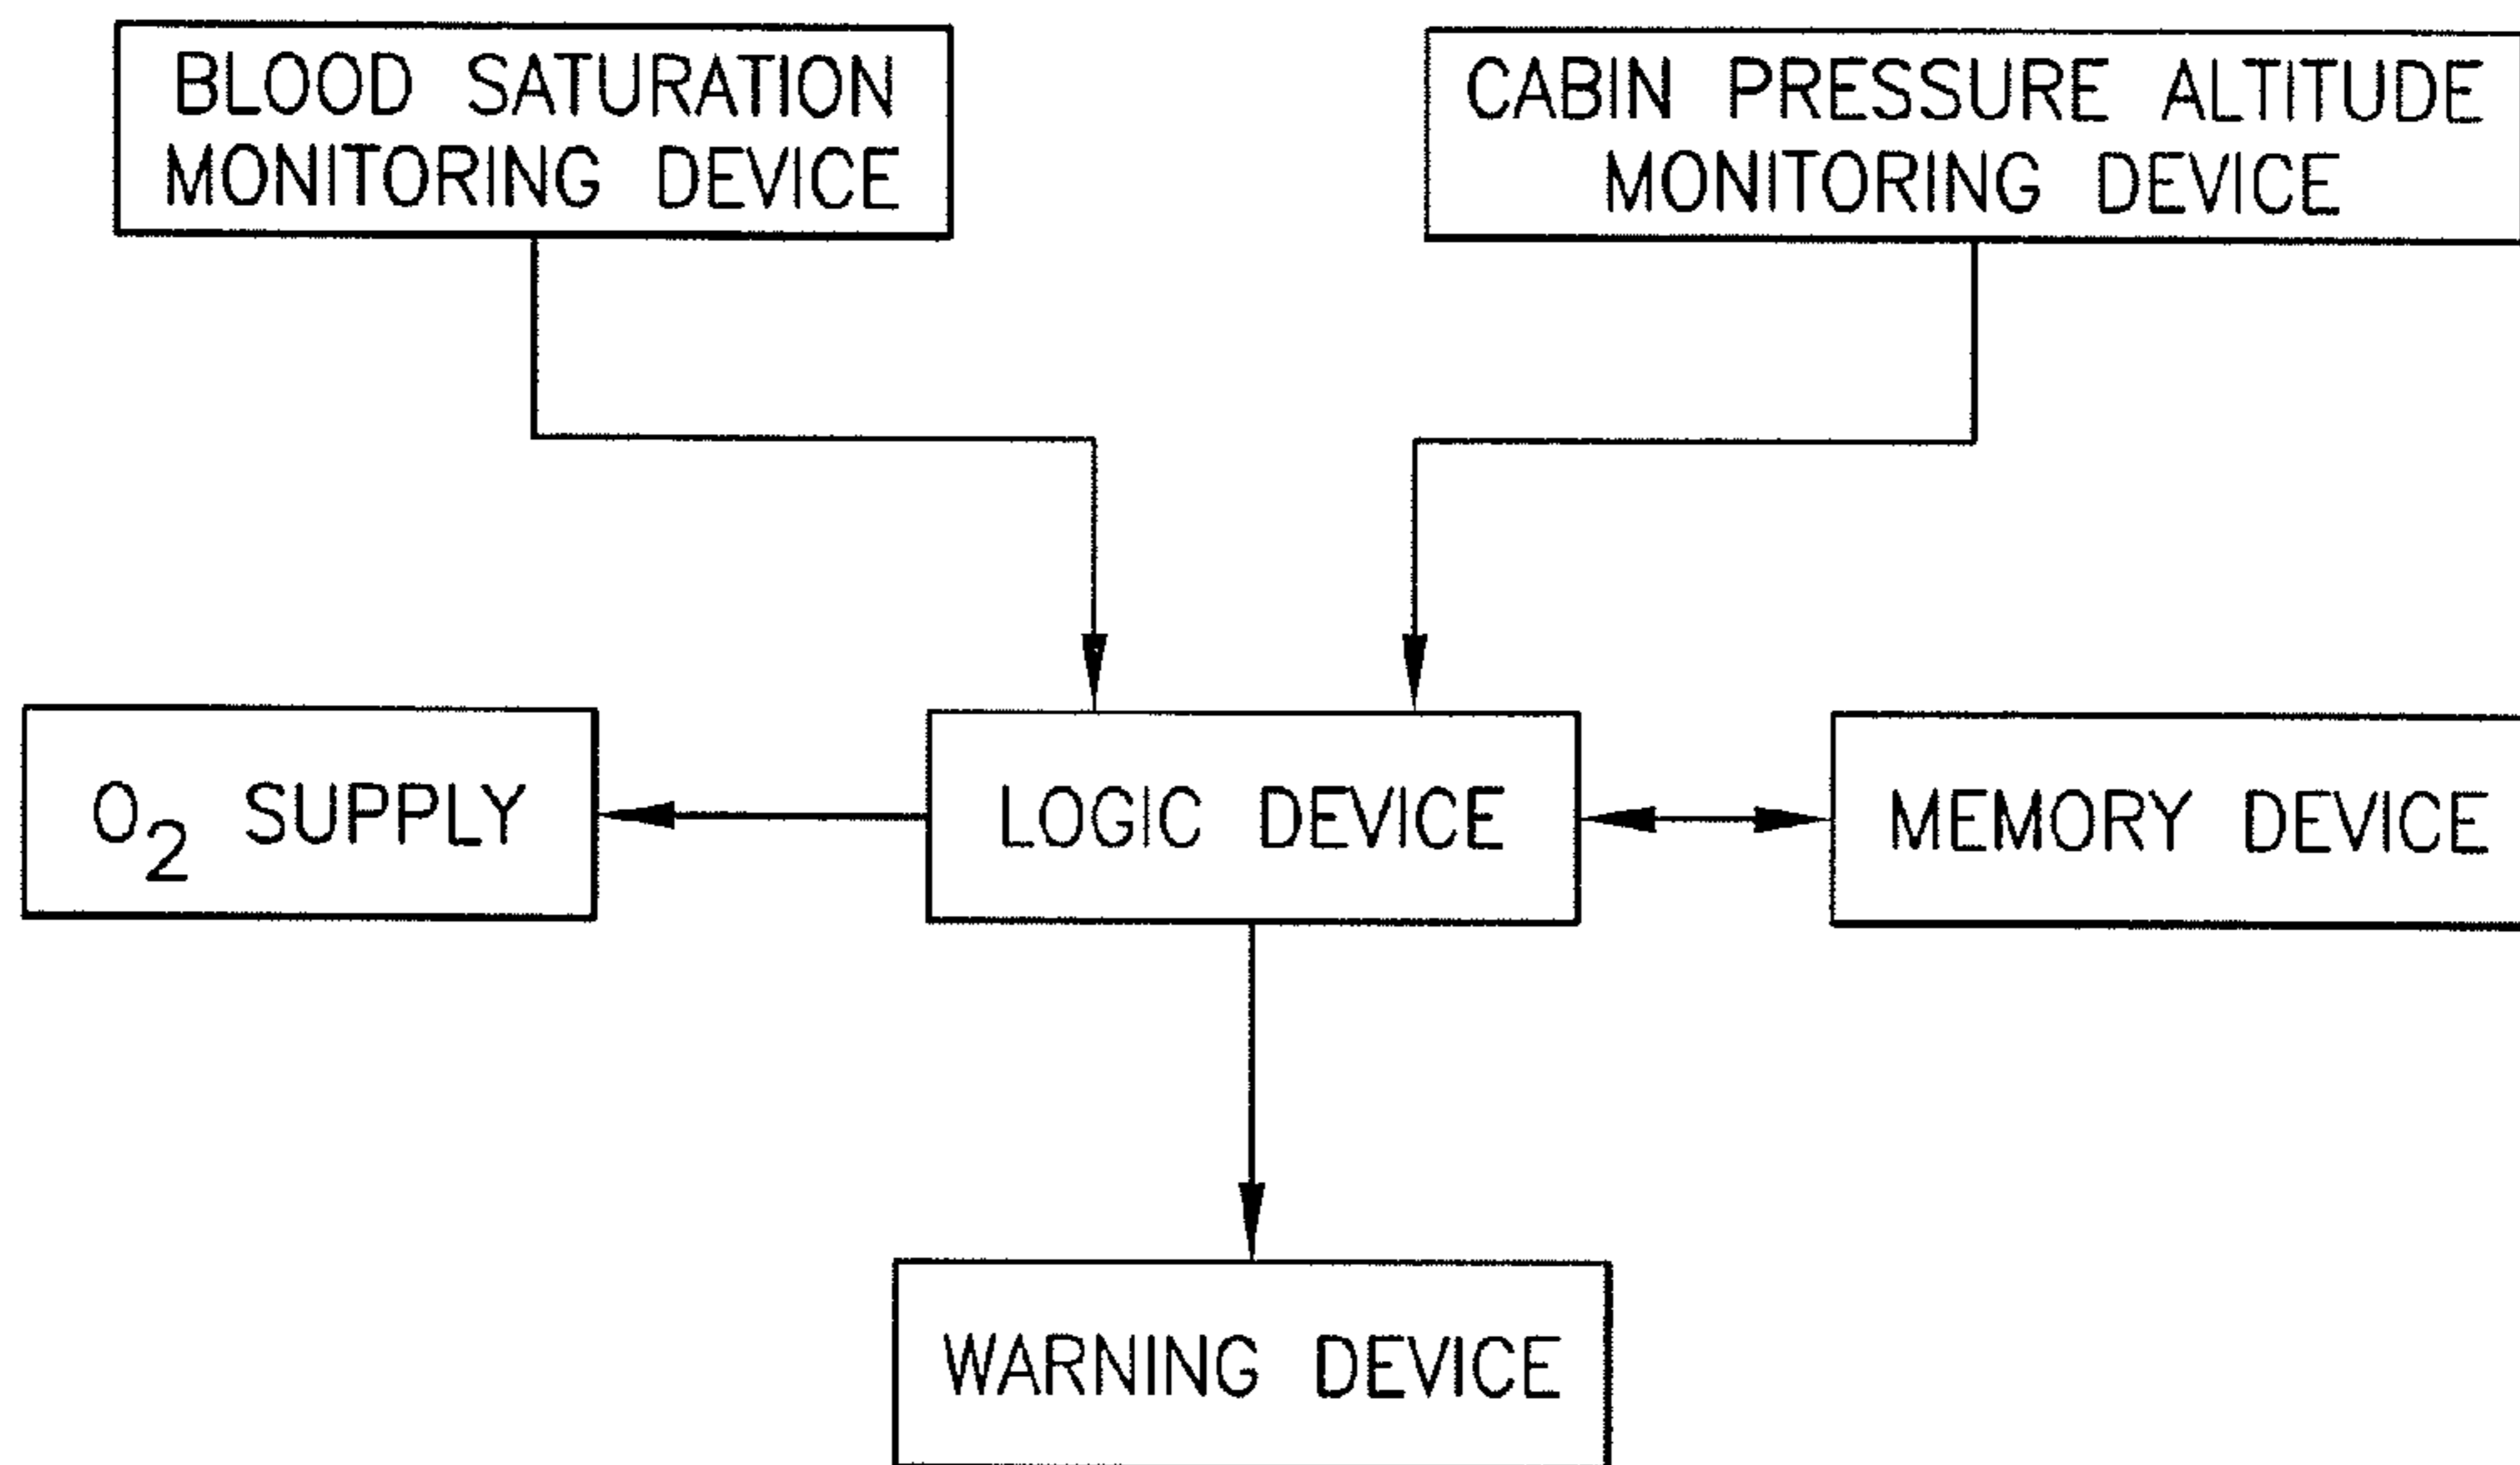 BLOOD SATURATION
MONITORING DEVICE
CABIN PRESSURE ALTITUDE
MONITORING DEVICE
O₂ SUPPLY
LOGIC DEVICE
MEMORY DEVICE
WARNING DEVICE